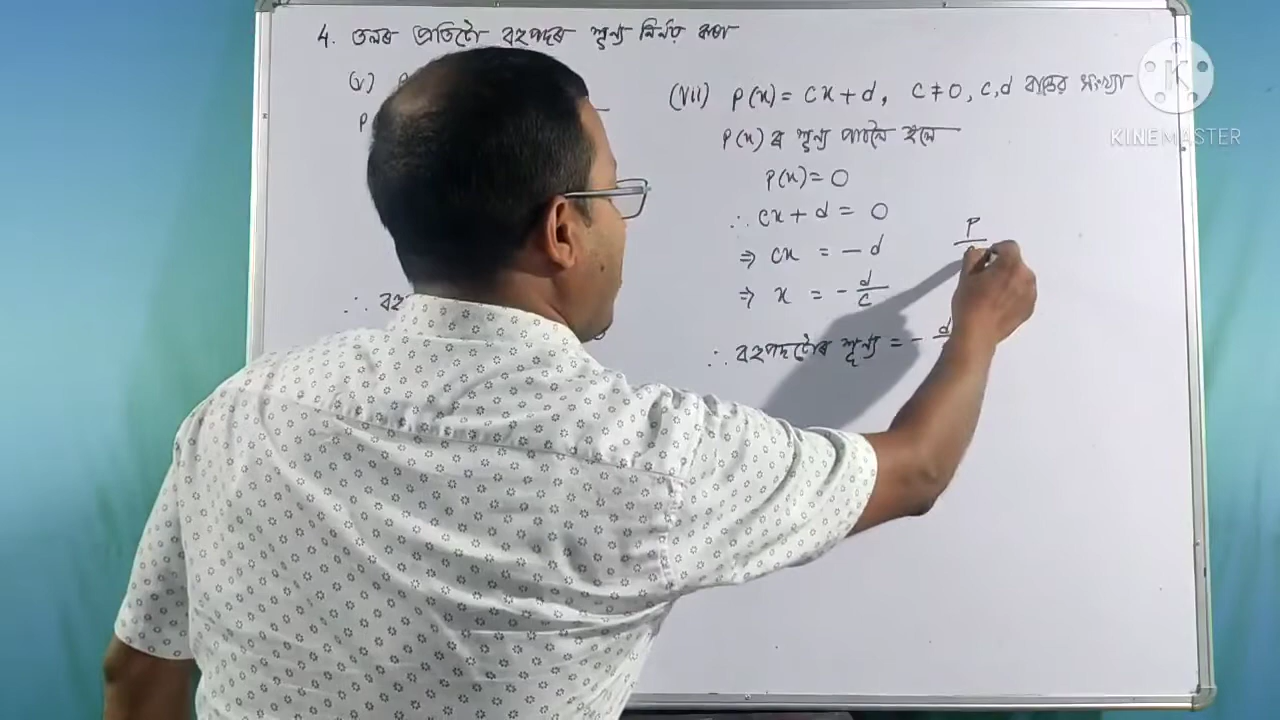 4. তলৰ প্ৰতিটো বহুপদৰ শূন্য নিৰ্ণয় কৰা
(v)
P
∴ বহু
(vii) P(x) = cx + d, c ≠ 0, c, d বাস্তৱ সংখ্যা
P(x) ৰ শূন্য পাবলৈ হ'লে
P(x) = 0
∴ cx + d = 0
⇒ cx = - d
⇒ x = - d/c
∴ বহুপদটোৰ শূন্য = - d
P
KINEMASTER